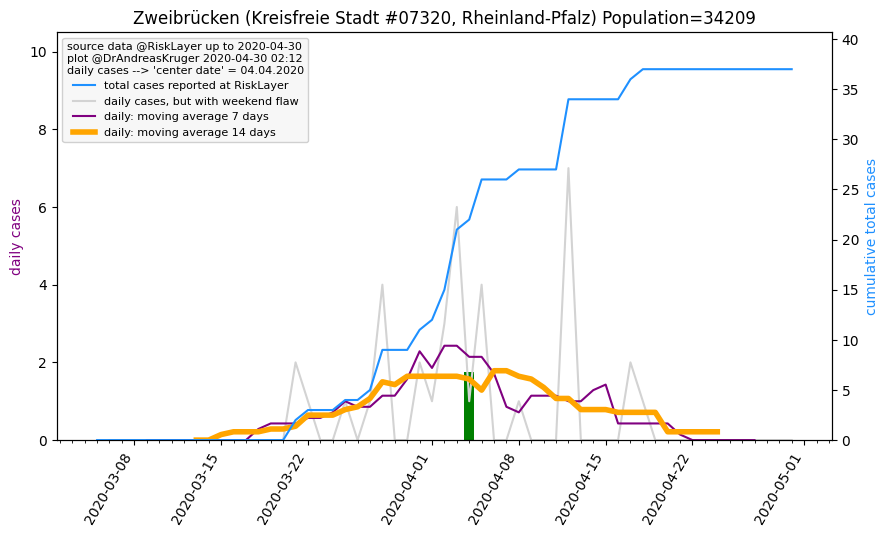 Zweibrücken (Kreisfreie Stadt #07320, Rheinland-Pfalz) Population=34209
source data @RiskLayer up to 2020-04-30
plot @DrAndreasKruger 2020-04-30 02:12
daily cases --> 'center date' = 04.04.2020
total cases reported at RiskLayer
daily cases, but with weekend flaw
daily: moving average 7 days
daily: moving average 14 days
daily cases
10
8
6
4
2
0
cumulative total cases
40
35
30
25
20
15
10
5
0
2020-03-08
2020-03-15
2020-03-22
2020-04-01
2020-04-08
2020-04-15
2020-04-22
2020-05-01